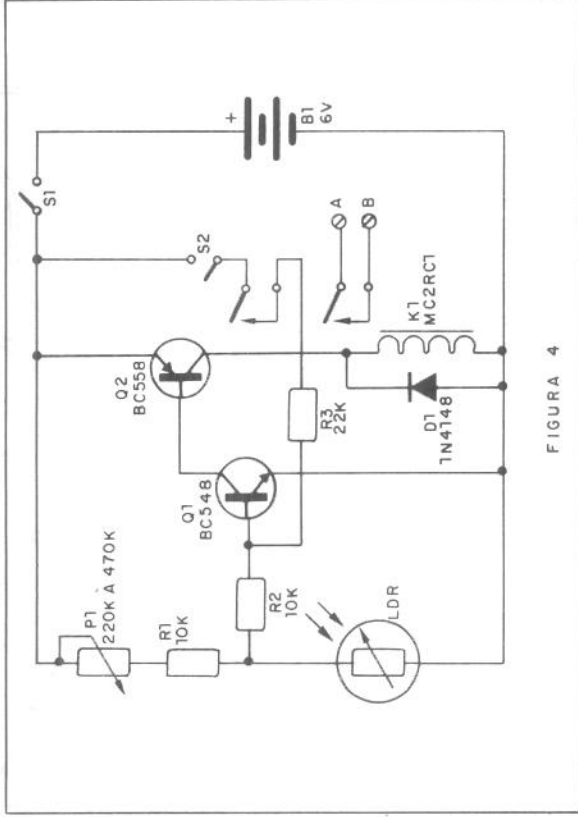 P1
220K A 470K
R1
10K
R2
10K
LDR
Q1
BC548
Q2
BC558
R3
22K
D1
1N4148
K1
MC2RC1
S1
S2
A
B
+
B1
6V
FIGURA 4